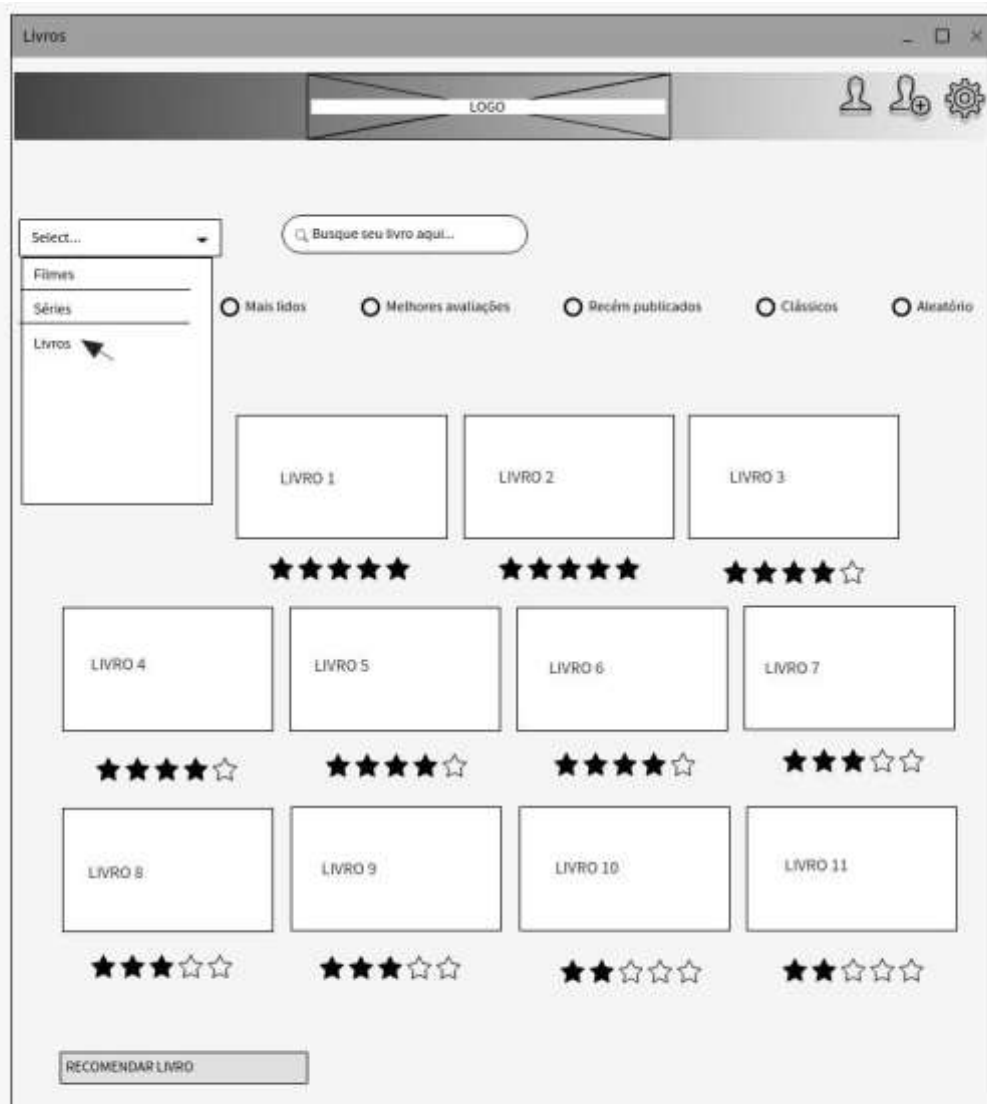 Livros
LOGO
Select...
Busque seu livro aqui...
Filmes
Séries
Livros
Mais lidos
Melhores avaliações
Recém publicados
Clássicos
Aleatório
LIVRO 1
LIVRO 2
LIVRO 3
LIVRO 4
LIVRO 5
LIVRO 6
LIVRO 7
LIVRO 8
LIVRO 9
LIVRO 10
LIVRO 11
RECOMENDAR LIVRO